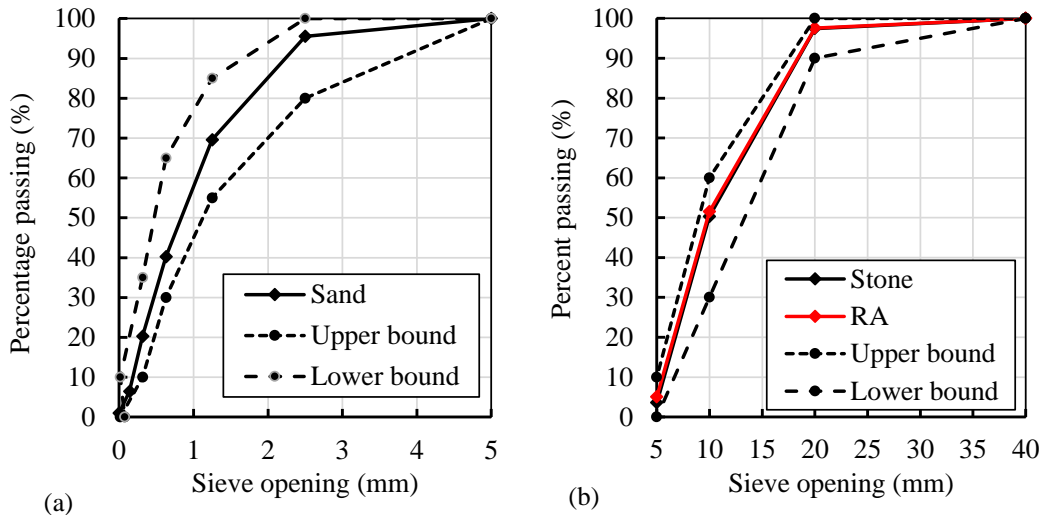 100
90
80
70
60
50
40
30
20
10
0
Percentage passing (%)
Sand
Upper bound
Lower bound
0 1 2 3 4 5
Sieve opening (mm)
(a)
100
90
80
70
60
50
40
30
20
10
0
Percent passing (%)
Stone
RA
Upper bound
Lower bound
5 10 15 20 25 30 35 40
Sieve opening (mm)
(b)